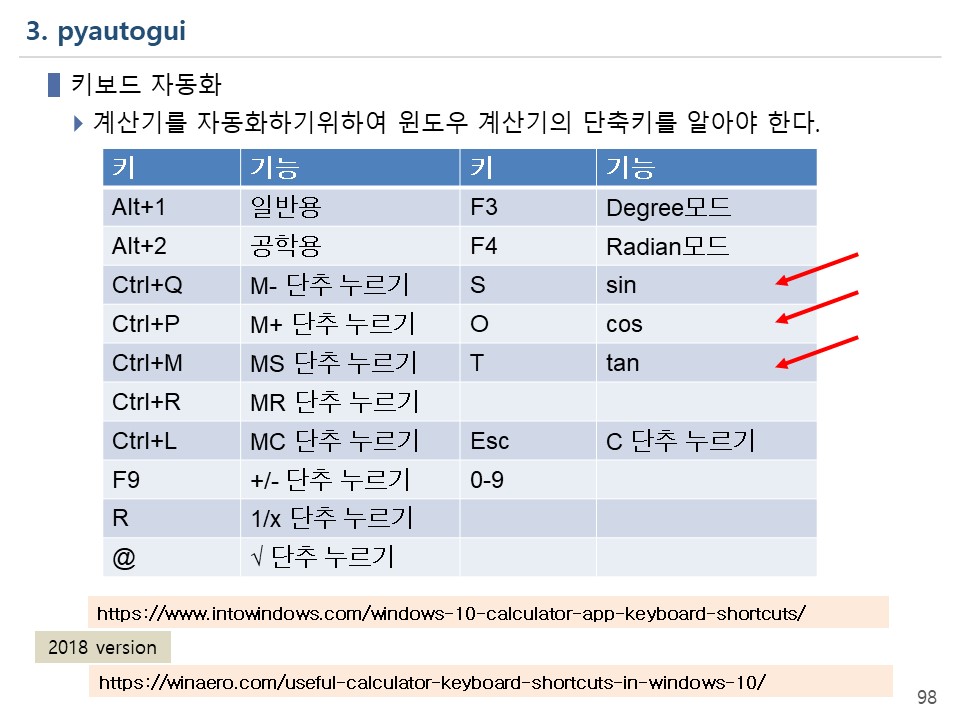 3. pyautogui
키보드 자동화
계산기를 자동화하기위하여 윈도우 계산기의 단축키를 알아야 한다.
키 기능 키 기능
Alt+1 일반용 F3 Degree모드
Alt+2 공학용 F4 Radian모드
Ctrl+Q M- 단추 누르기 S sin
Ctrl+P M+ 단추 누르기 O cos
Ctrl+M MS 단추 누르기 T tan
Ctrl+R MR 단추 누르기
Ctrl+L MC 단추 누르기 Esc C 단추 누르기
F9 +/- 단추 누르기 0-9
R 1/x 단추 누르기
@ √ 단추 누르기
https://www.intowindows.com/windows-10-calculator-app-keyboard-shortcuts/
2018 version
https://winaero.com/useful-calculator-keyboard-shortcuts-in-windows-10/
98